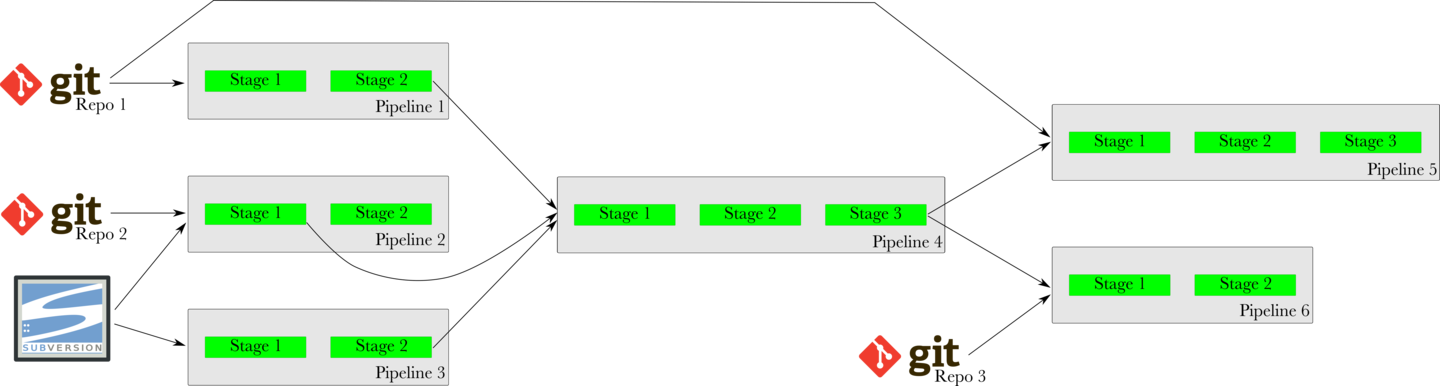 git
Repo 1
Stage 1
Stage 2
Pipeline 1
git
Repo 2
Stage 1
Stage 2
Pipeline 2
SUBVERSION
Stage 1
Stage 2
Pipeline 3
Stage 1
Stage 2
Stage 3
Pipeline 4
Stage 1
Stage 2
Stage 3
Pipeline 5
Stage 1
Stage 2
Pipeline 6
git
Repo 3